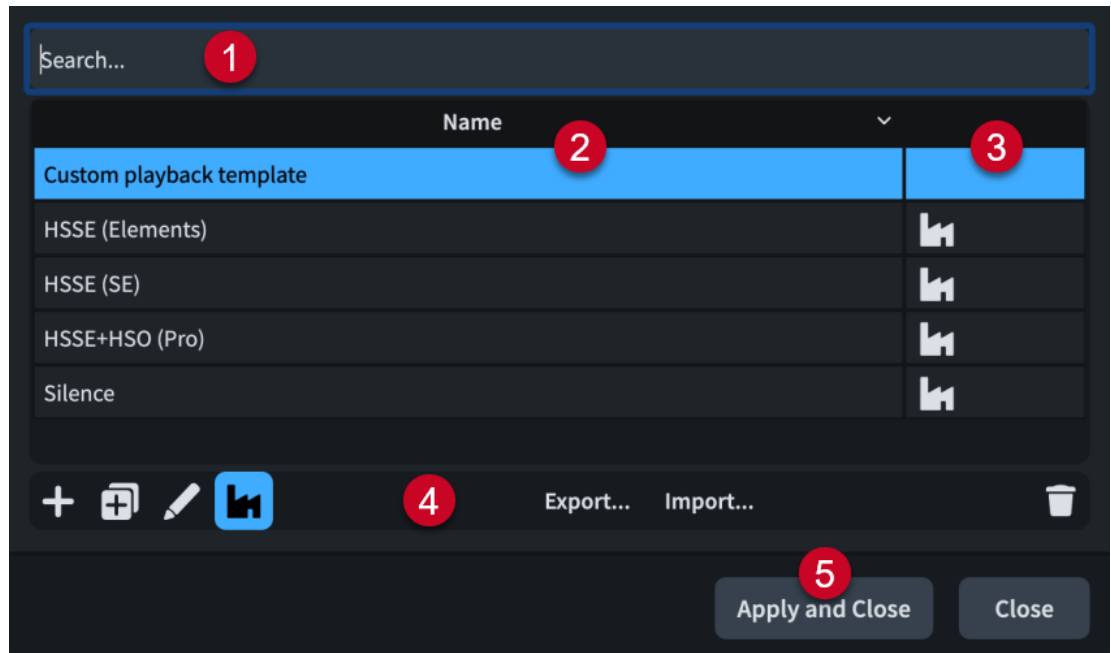 Search... 1
Name 2 3
Custom playback template
HSSE (Elements)
HSSE (SE)
HSSE+HSO (Pro)
Silence
4 Export... Import...
5
Apply and Close Close